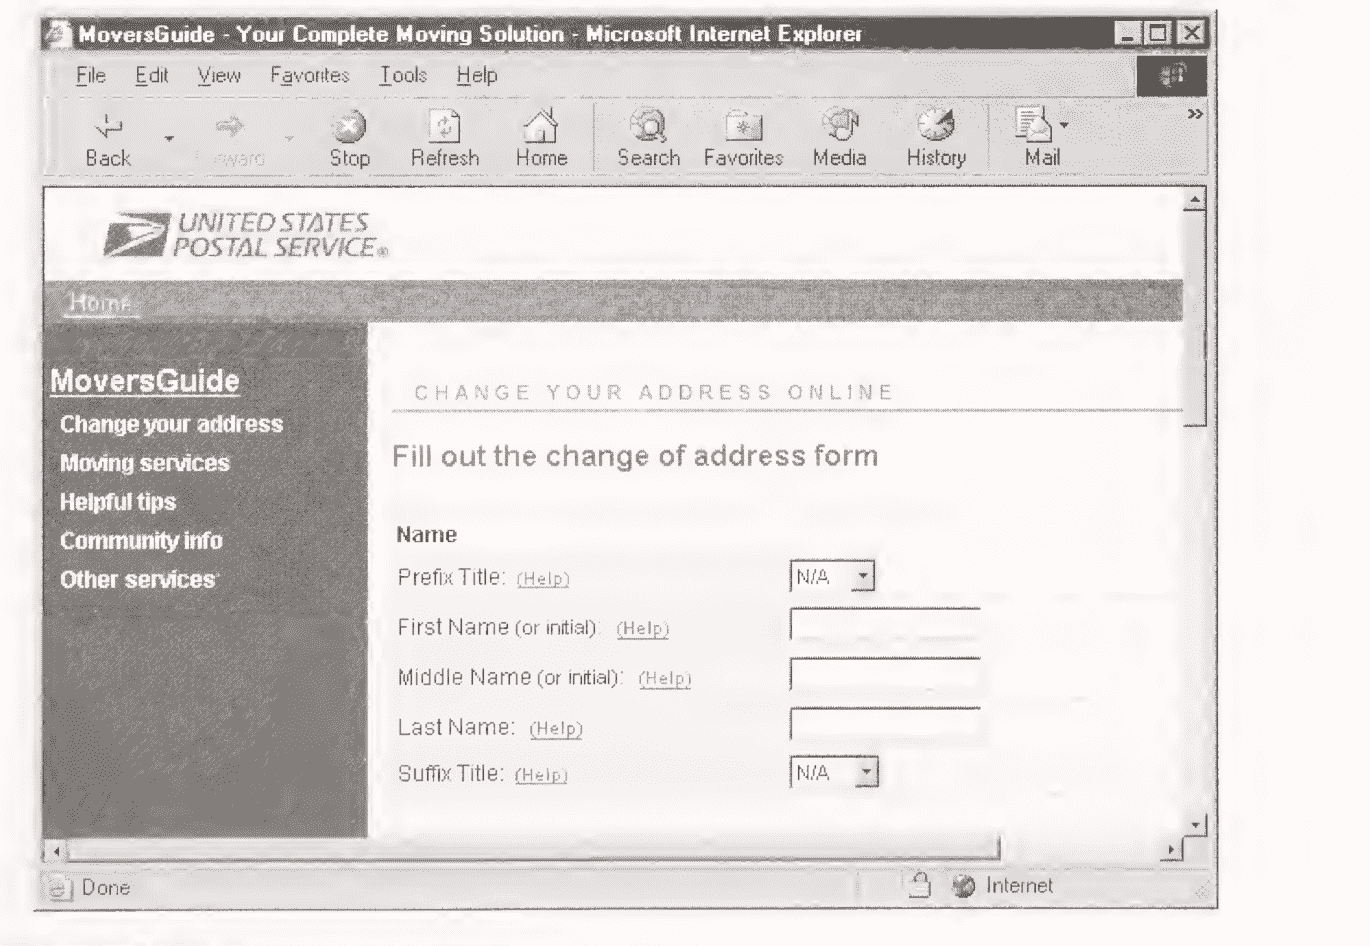 MoversGuide - Your Complete Moving Solution - Microsoft Internet Explorer
File Edit View Favorites Tools Help
Back Forward Stop Refresh Home Search Favorites Media History Mail »
UNITED STATES
POSTAL SERVICE®
Home
MoversGuide
Change your address
Moving services
Helpful tips
Community info
Other services
CHANGE YOUR ADDRESS ONLINE
Fill out the change of address form
Name
Prefix Title: (Help) N/A
First Name (or initial): (Help)
Middle Name (or initial): (Help)
Last Name: (Help)
Suffix Title: (Help) N/A
Done Internet